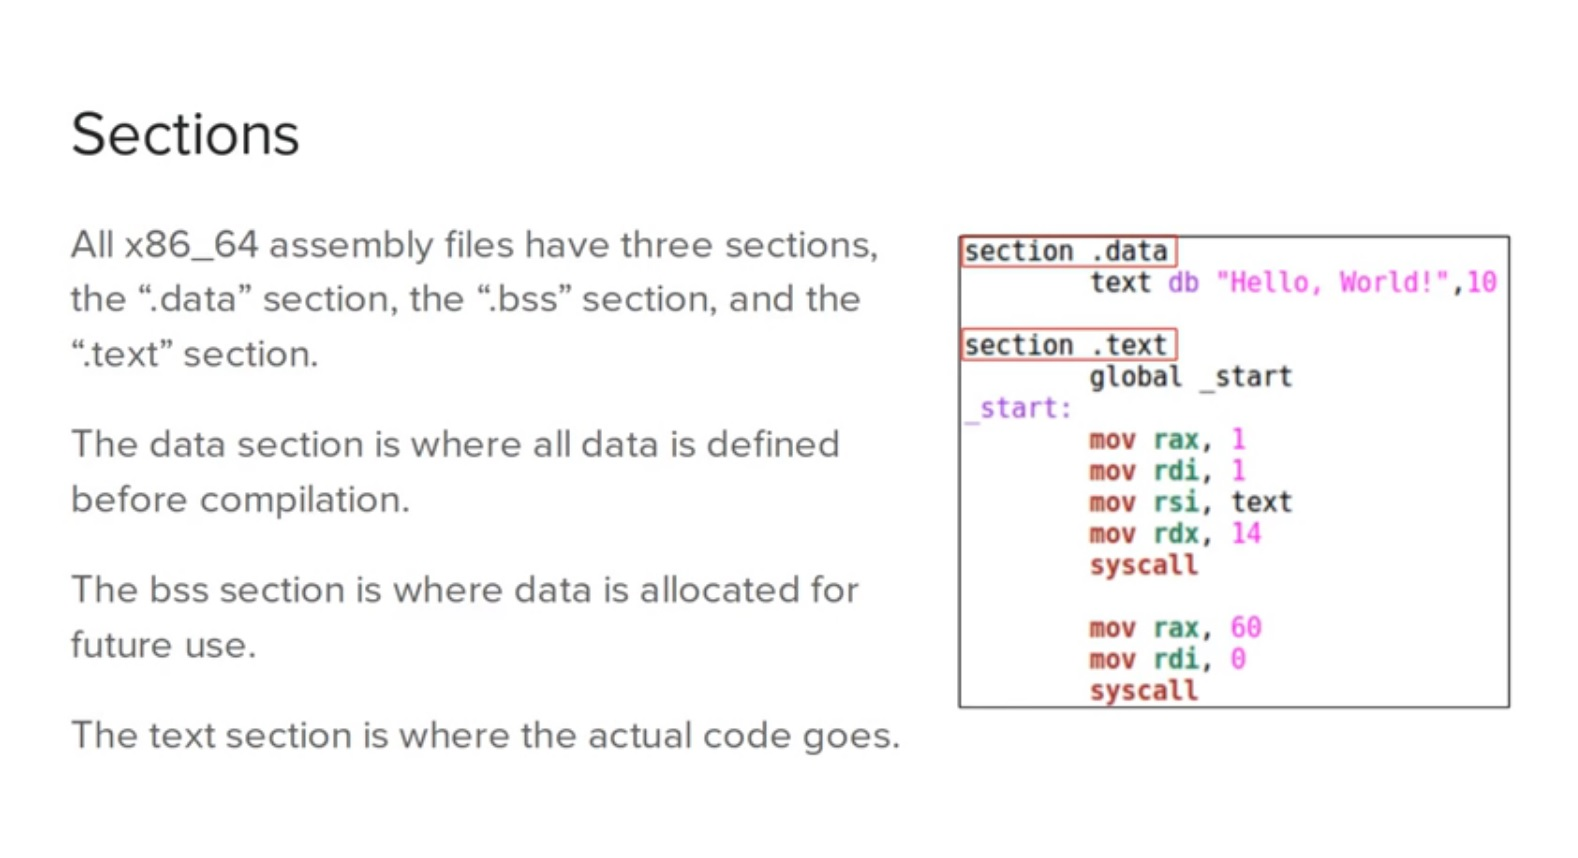 Sections
All x86_64 assembly files have three sections,
the “.data” section, the “.bss” section, and the
“.text” section.
The data section is where all data is defined
before compilation.
The bss section is where data is allocated for
future use.
The text section is where the actual code goes.
section .data
text db "Hello, World!",10
section .text
global _start
_start:
mov rax, 1
mov rdi, 1
mov rsi, text
mov rdx, 14
syscall
mov rax, 60
mov rdi, 0
syscall